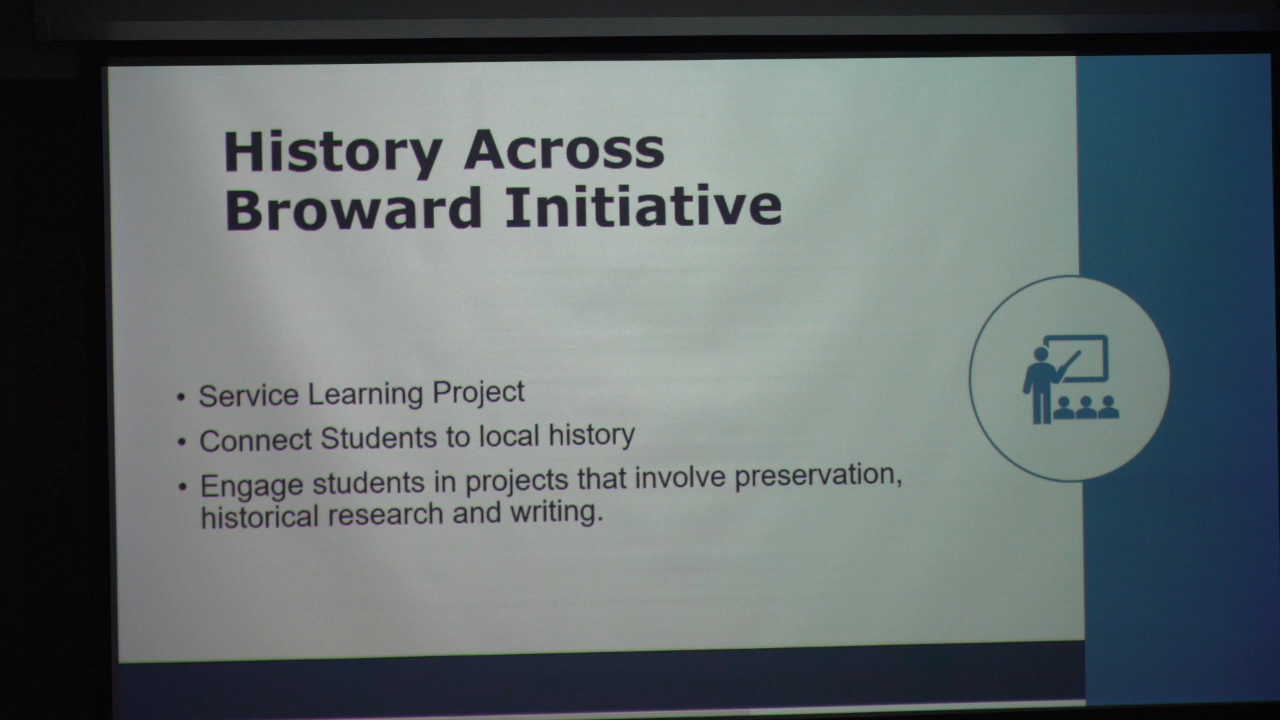 History Across
Broward Initiative
• Service Learning Project
• Connect Students to local history
• Engage students in projects that involve preservation,
historical research and writing.